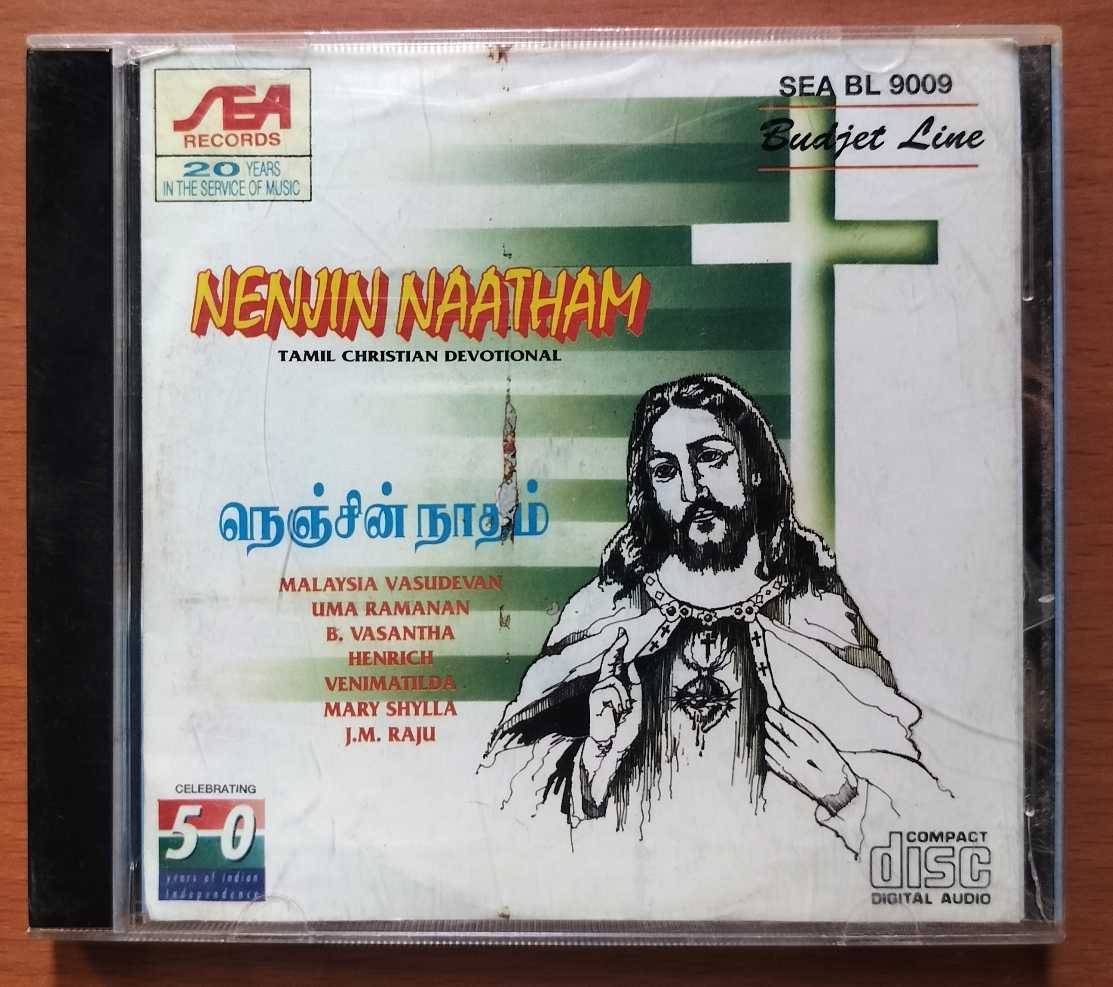 SEA
RECORDS
20 YEARS
IN THE SERVICE OF MUSIC
SEA BL 9009
Budjet Line
NENJIN NAATHAM
TAMIL CHRISTIAN DEVOTIONAL
நெஞ்சின் நாதம்
MALAYSIA VASUDEVAN
UMA RAMANAN
B. VASANTHA
HENRICH
VENIMATILDA
MARY SHYLLA
J.M. RAJU
CELEBRATING
50
years of indian
independence
COMPACT
disc
DIGITAL AUDIO